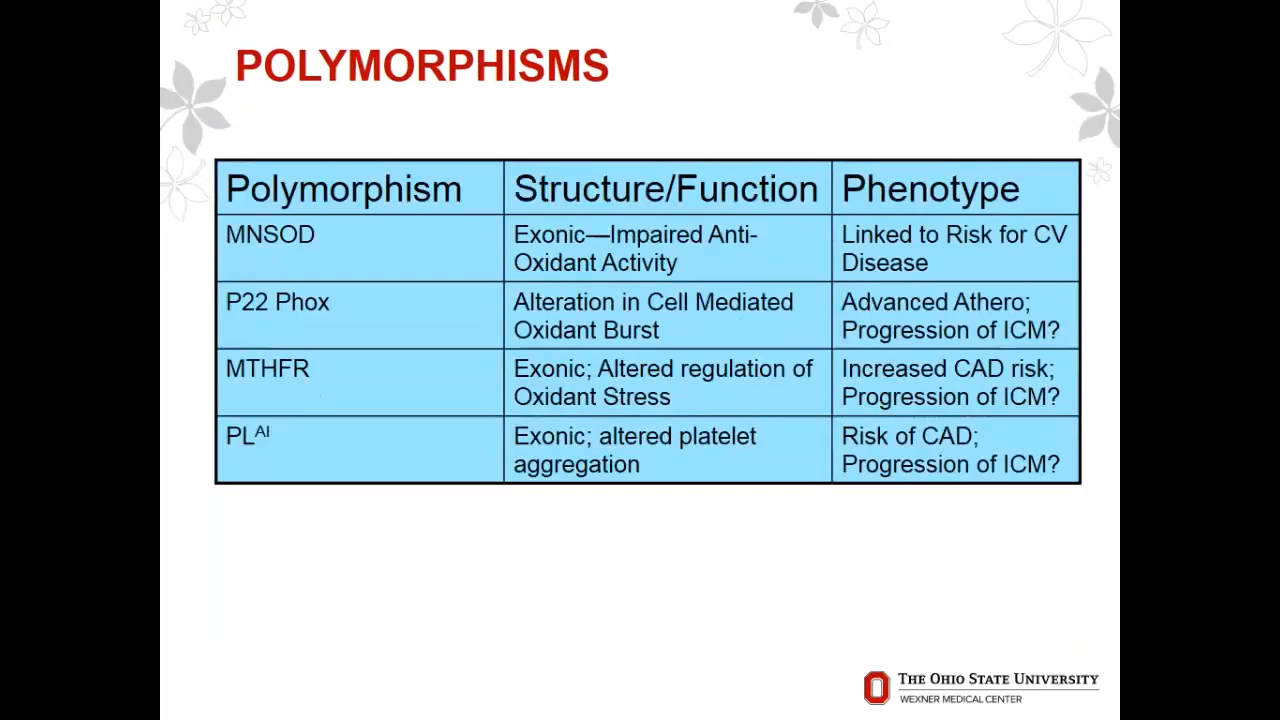 POLYMORPHISMS
Polymorphism Structure/Function Phenotype
MNSOD
Exonic—Impaired Anti-
Oxidant Activity
Linked to Risk for CV
Disease
P22 Phox
Alteration in Cell Mediated
Oxidant Burst
Advanced Athero;
Progression of ICM?
MTHFR
Exonic; Altered regulation of
Oxidant Stress
Increased CAD risk;
Progression of ICM?
PLAI
Exonic; altered platelet
aggregation
Risk of CAD;
Progression of ICM?
THE OHIO STATE UNIVERSITY
WEXNER MEDICAL CENTER